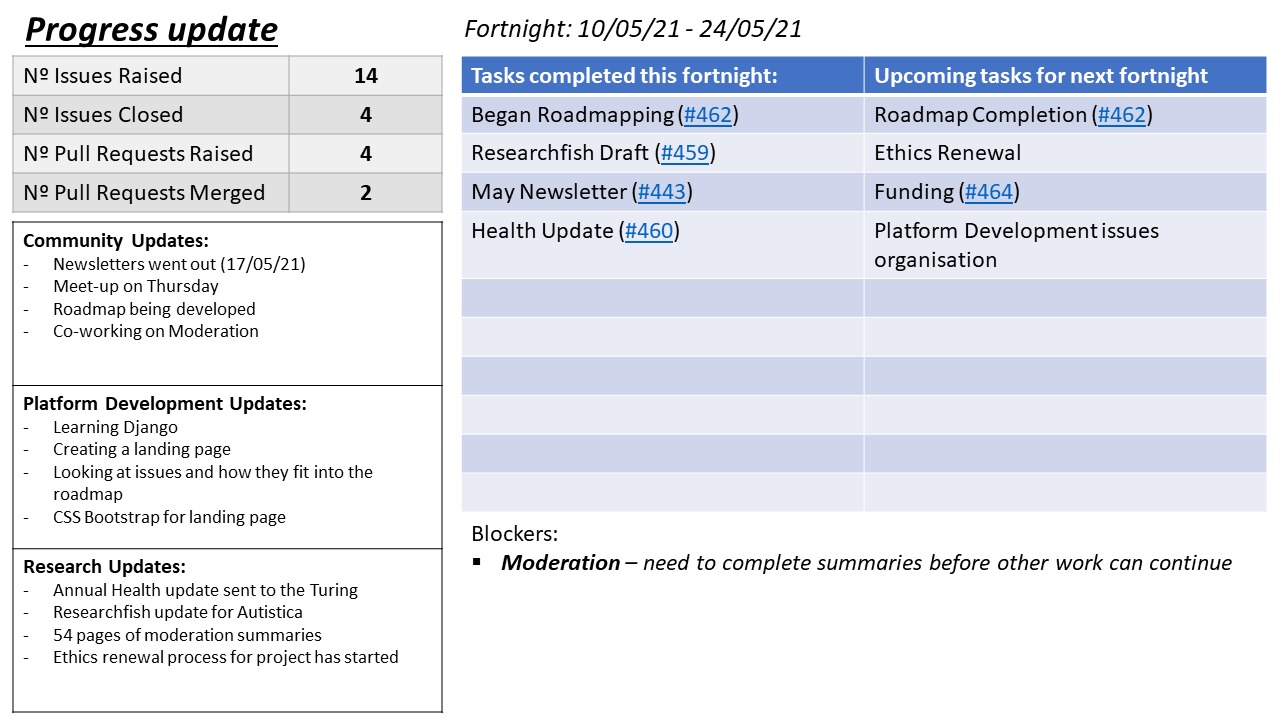 Progress update
Fortnight: 10/05/21 - 24/05/21
Nº Issues Raised 14
Nº Issues Closed 4
Nº Pull Requests Raised 4
Nº Pull Requests Merged 2
Community Updates:
- Newsletters went out (17/05/21)
- Meet-up on Thursday
- Roadmap being developed
- Co-working on Moderation
Platform Development Updates:
- Learning Django
- Creating a landing page
- Looking at issues and how they fit into the
roadmap
- CSS Bootstrap for landing page
Research Updates:
- Annual Health update sent to the Turing
- Researchfish update for Autistica
- 54 pages of moderation summaries
- Ethics renewal process for project has started
Tasks completed this fortnight: Upcoming tasks for next fortnight
Began Roadmapping (#462) Roadmap Completion (#462)
Researchfish Draft (#459) Ethics Renewal
May Newsletter (#443) Funding (#464)
Health Update (#460) Platform Development issues
organisation
Blockers:
▪ Moderation – need to complete summaries before other work can continue